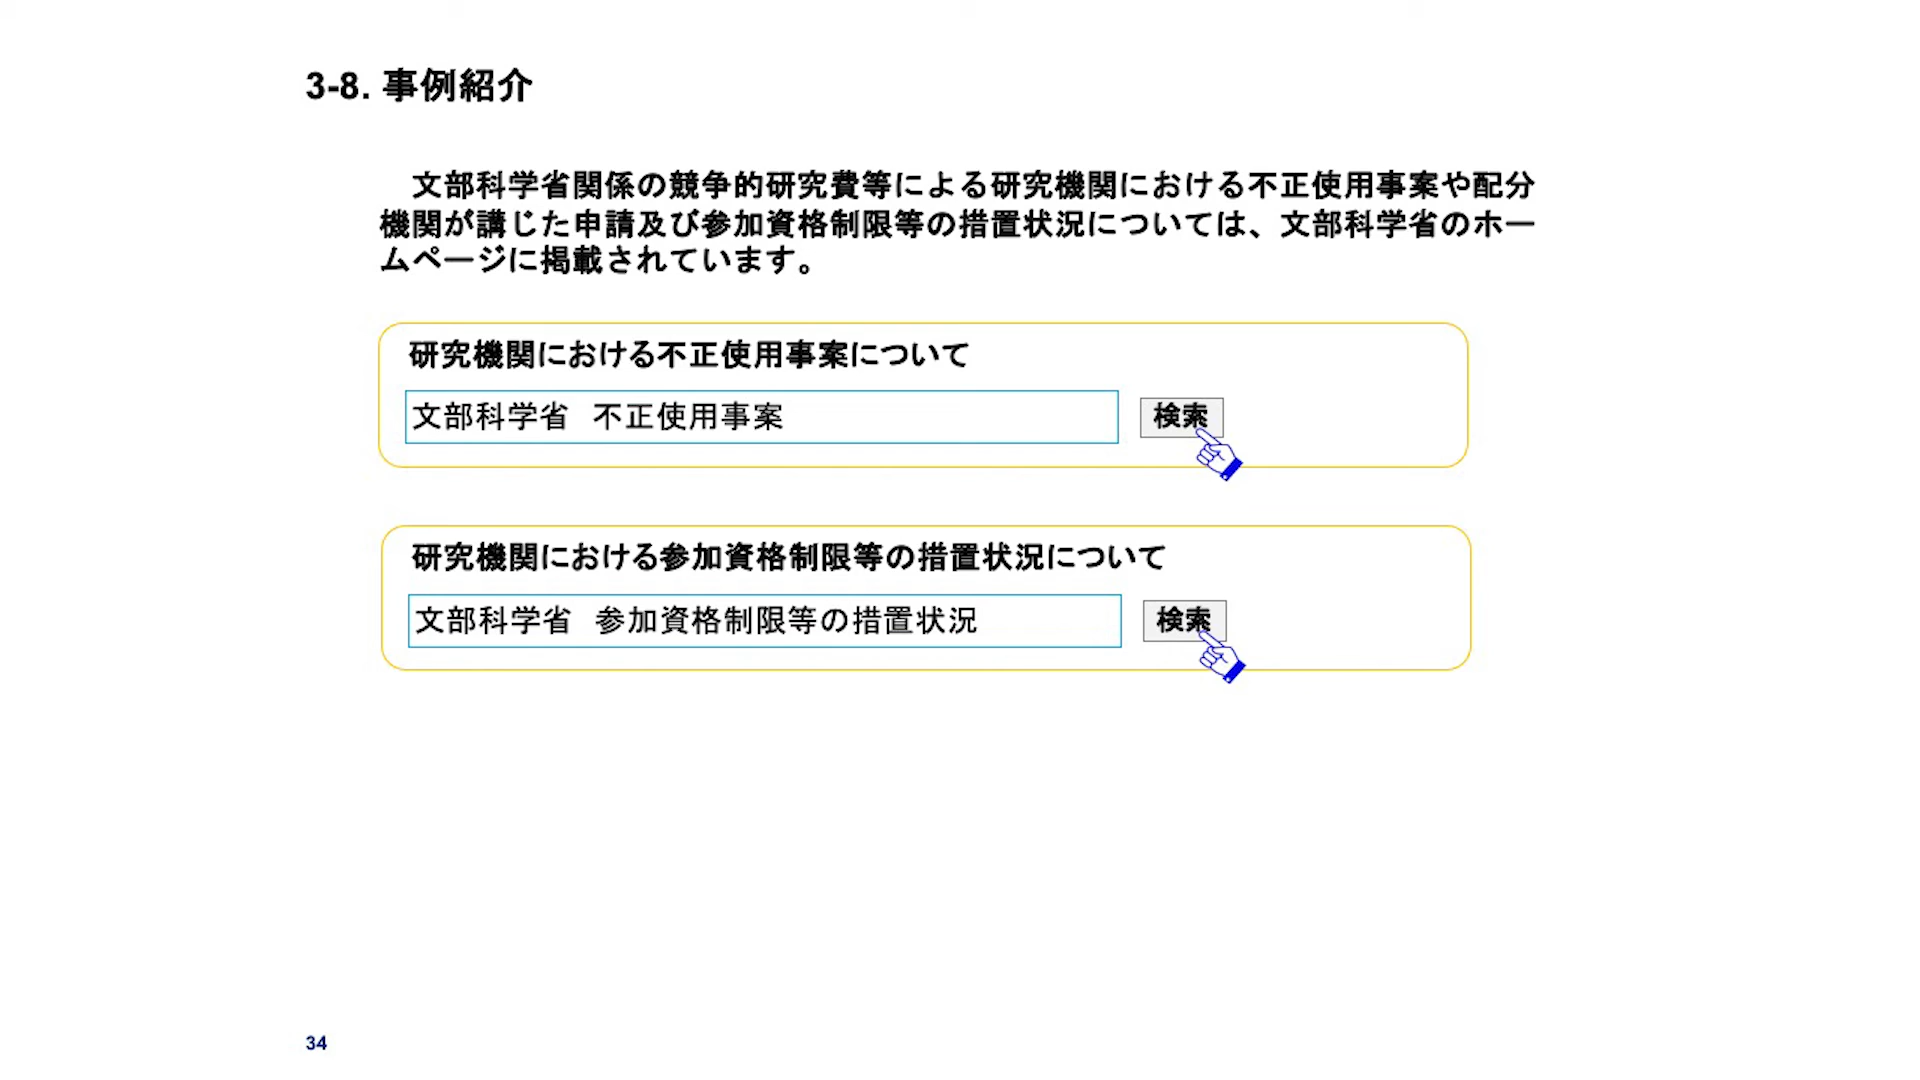 3-8. 事例紹介
文部科学省関係の競争的研究費等による研究機関における不正使用事案や配分
機関が講じた申請及び参加資格制限等の措置状況については、文部科学省のホー
ムページに掲載されています。
研究機関における不正使用事案について
文部科学省　不正使用事案
検索
研究機関における参加資格制限等の措置状況について
文部科学省　参加資格制限等の措置状況
検索
34